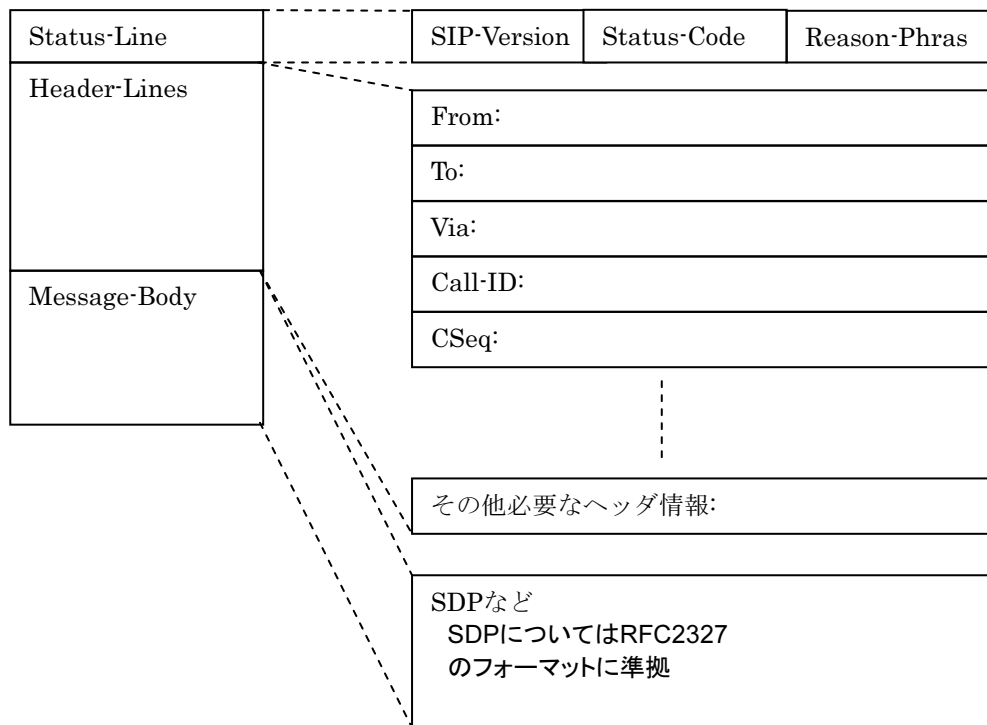 Status-Line
SIP-Version Status-Code Reason-Phras
Header-Lines
From:
To:
Via:
Call-ID:
CSeq:
Message-Body
その他必要なヘッダ情報:
SDPなど
SDPについてはRFC2327
のフォーマットに準拠